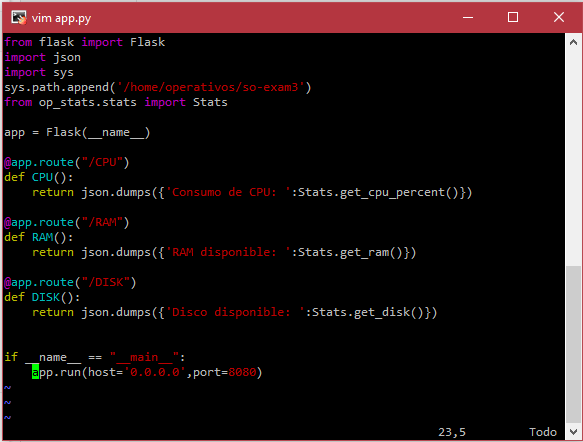 vim app.py
from flask import Flask
import json
import sys
sys.path.append('/home/operativos/so-exam3')
from op_stats.stats import Stats
app = Flask(__name__)
@app.route("/CPU")
def CPU():
    return json.dumps({'Consumo de CPU: ':Stats.get_cpu_percent()})
@app.route("/RAM")
def RAM():
    return json.dumps({'RAM disponible: ':Stats.get_ram()})
@app.route("/DISK")
def DISK():
    return json.dumps({'Disco disponible: ':Stats.get_disk()})
if __name__ == "__main__":
    app.run(host='0.0.0.0',port=8080)
~
~
~
23,5 Todo